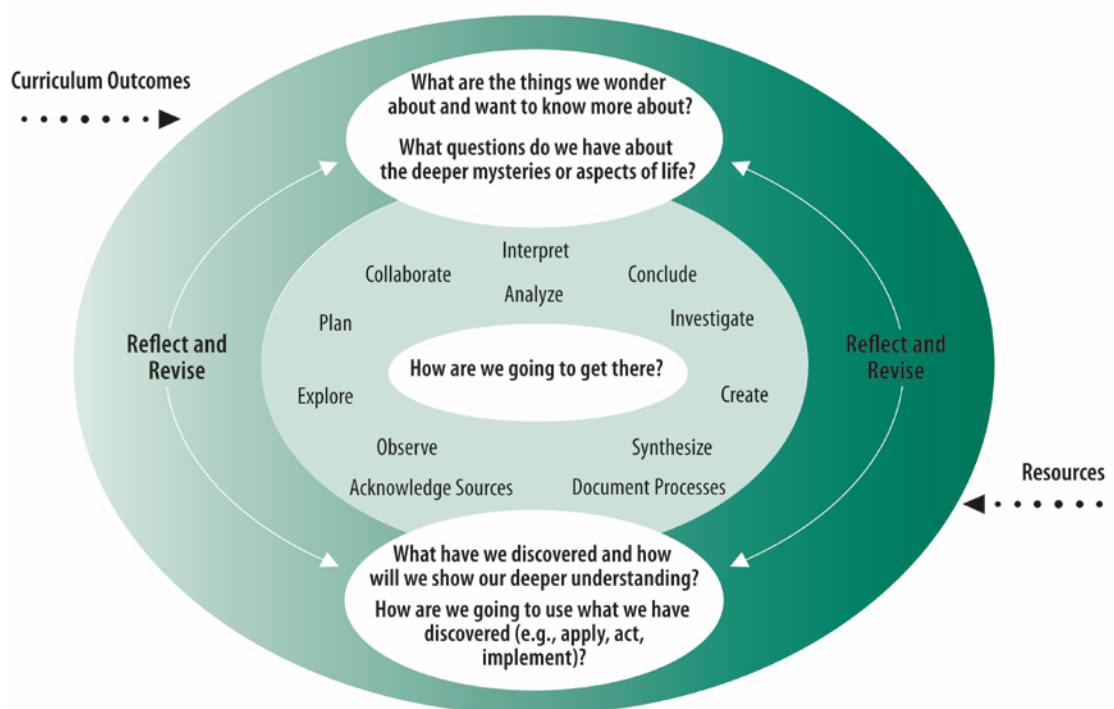 Curriculum Outcomes
What are the things we wonder
about and want to know more about?
What questions do we have about
the deeper mysteries or aspects of life?
Interpret
Collaborate
Conclude
Analyze
Plan
Investigate
Reflect and
Revise
How are we going to get there?
Reflect and
Revise
Explore
Create
Observe
Synthesize
Acknowledge Sources
Document Processes
Resources
What have we discovered and how
will we show our deeper understanding?
How are we going to use what we have
discovered (e.g., apply, act,
implement)?